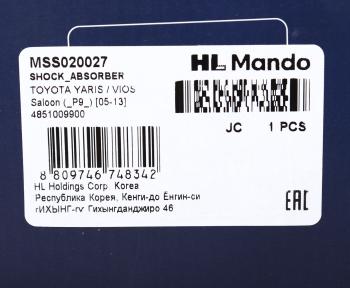 MSS020027
HL Mando
SHOCK_ABSORBER
TOYOTA YARIS / VIOS
Saloon (_P9_) [05-13]
4851009900
JC 1 PCS
8 809746 748342
HL Holdings Corp. Korea
Республика Корея, Кенги-до Ёнгин-си
гИХЫНГ-гу, Гихынгданджиро 46
EAC